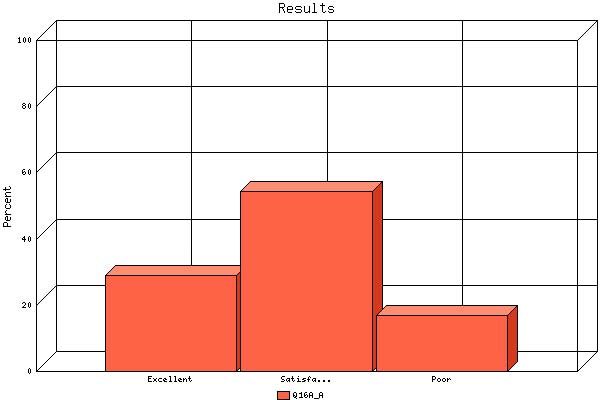 Results
100
80
60
40
20
0
Percent
Excellent Satisfa... Poor
Q16A_A